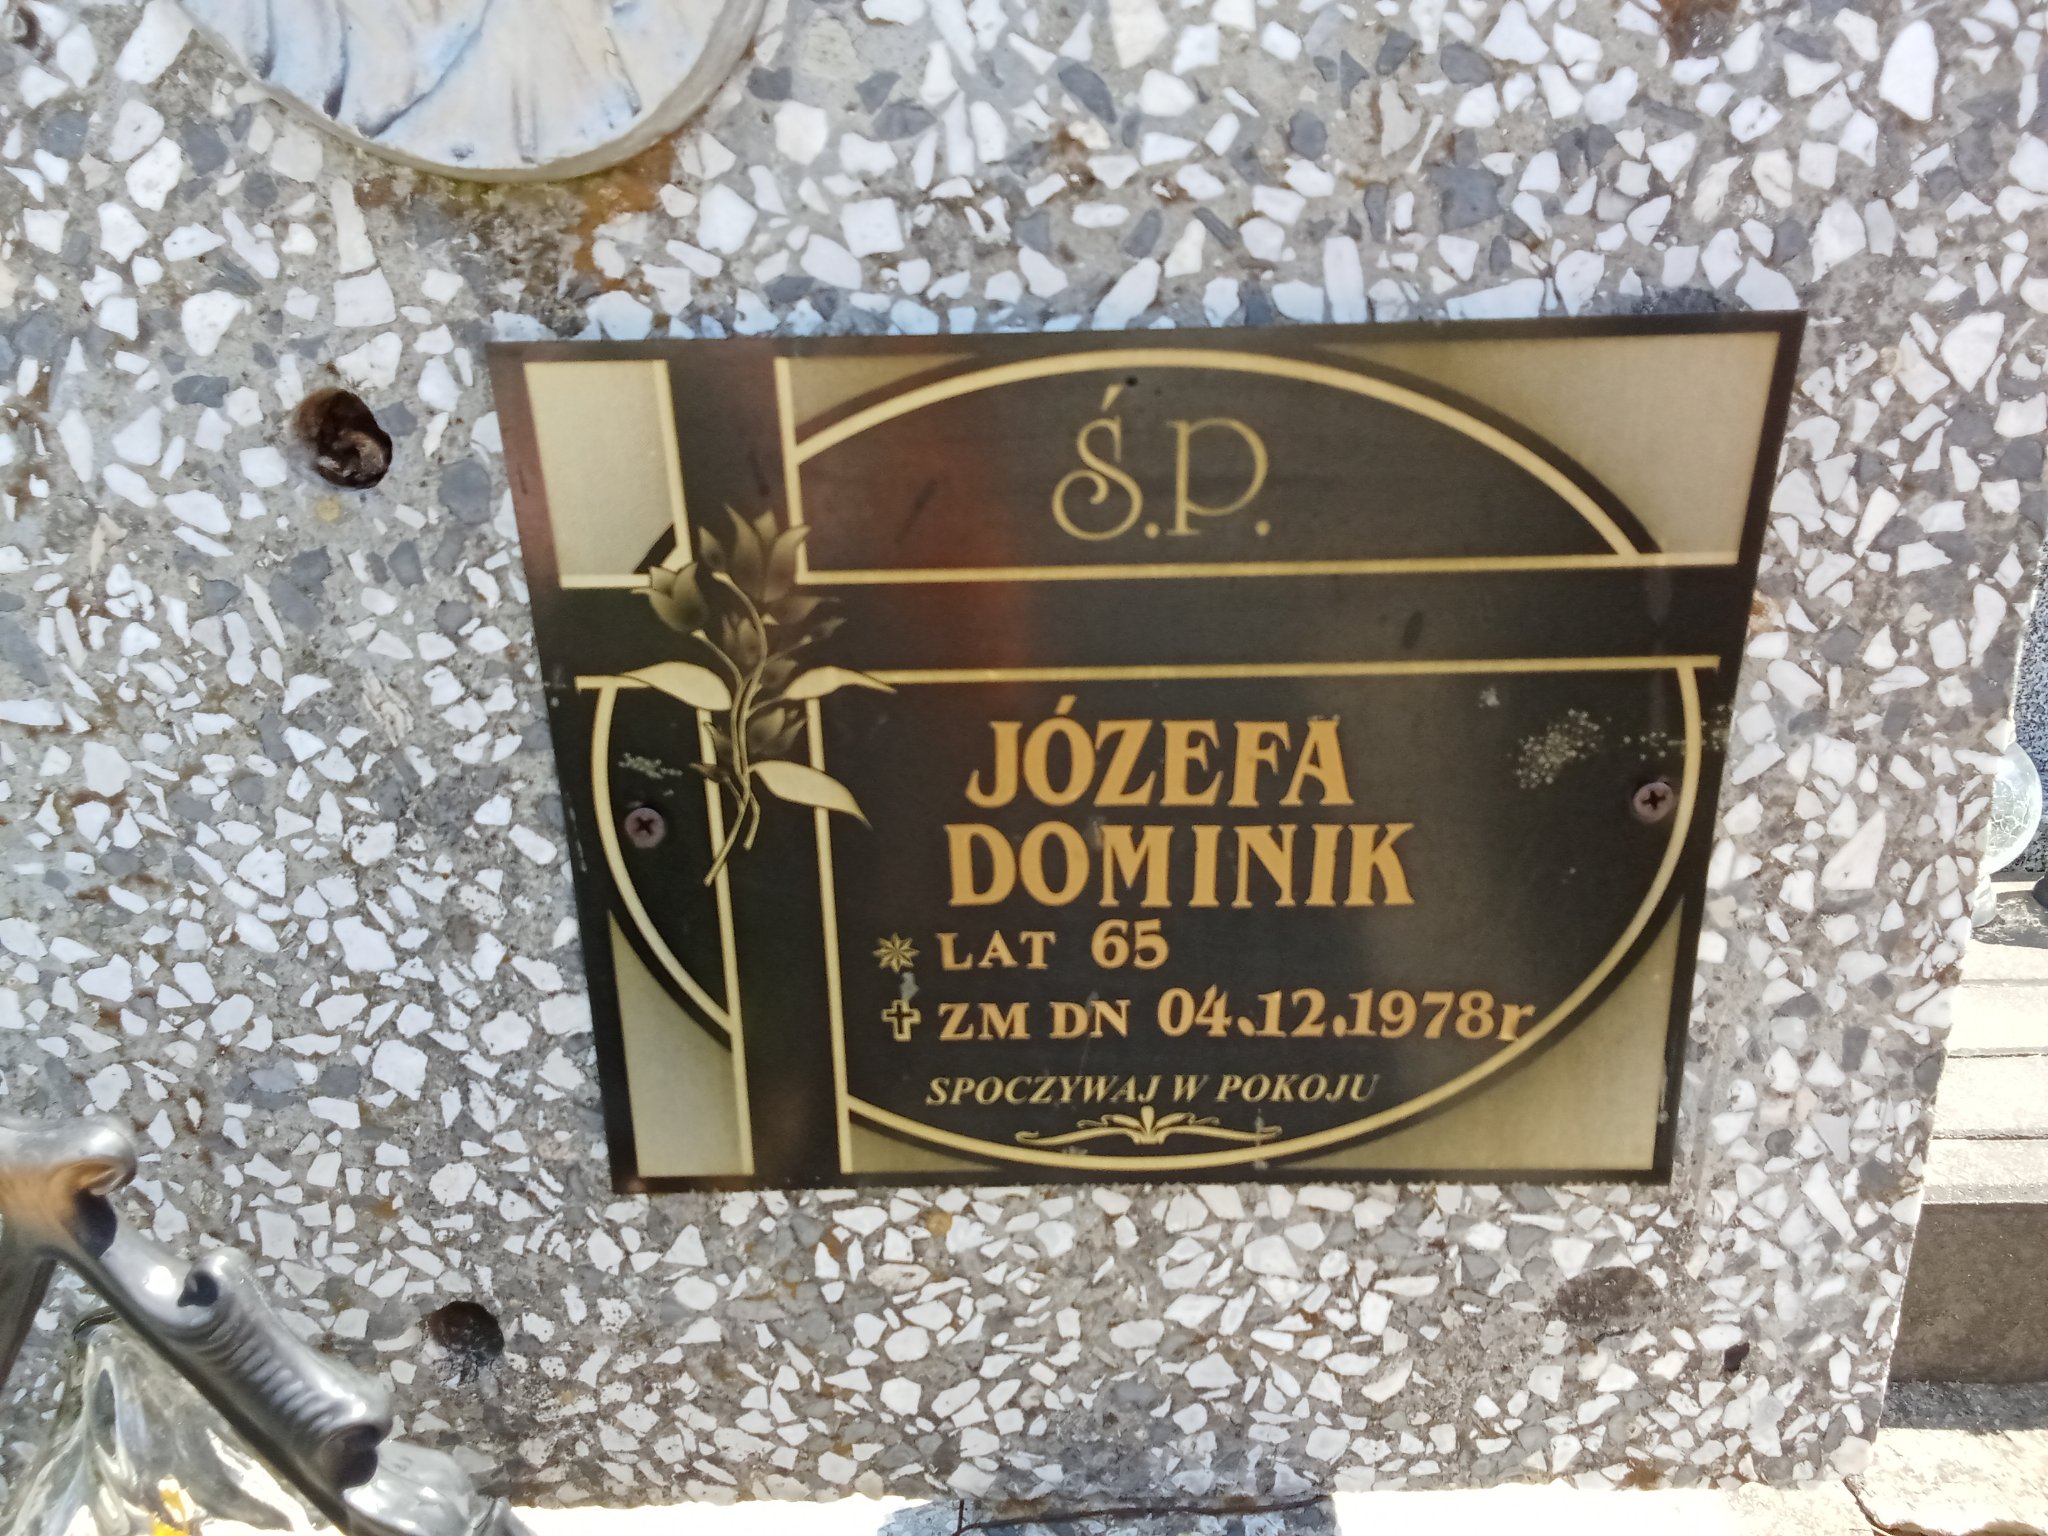 Ś.P.
JÓZEFA
DOMINIK
LAT 65
ZM DN 04.12.1978r
SPOCZYWAJ W POKOJU